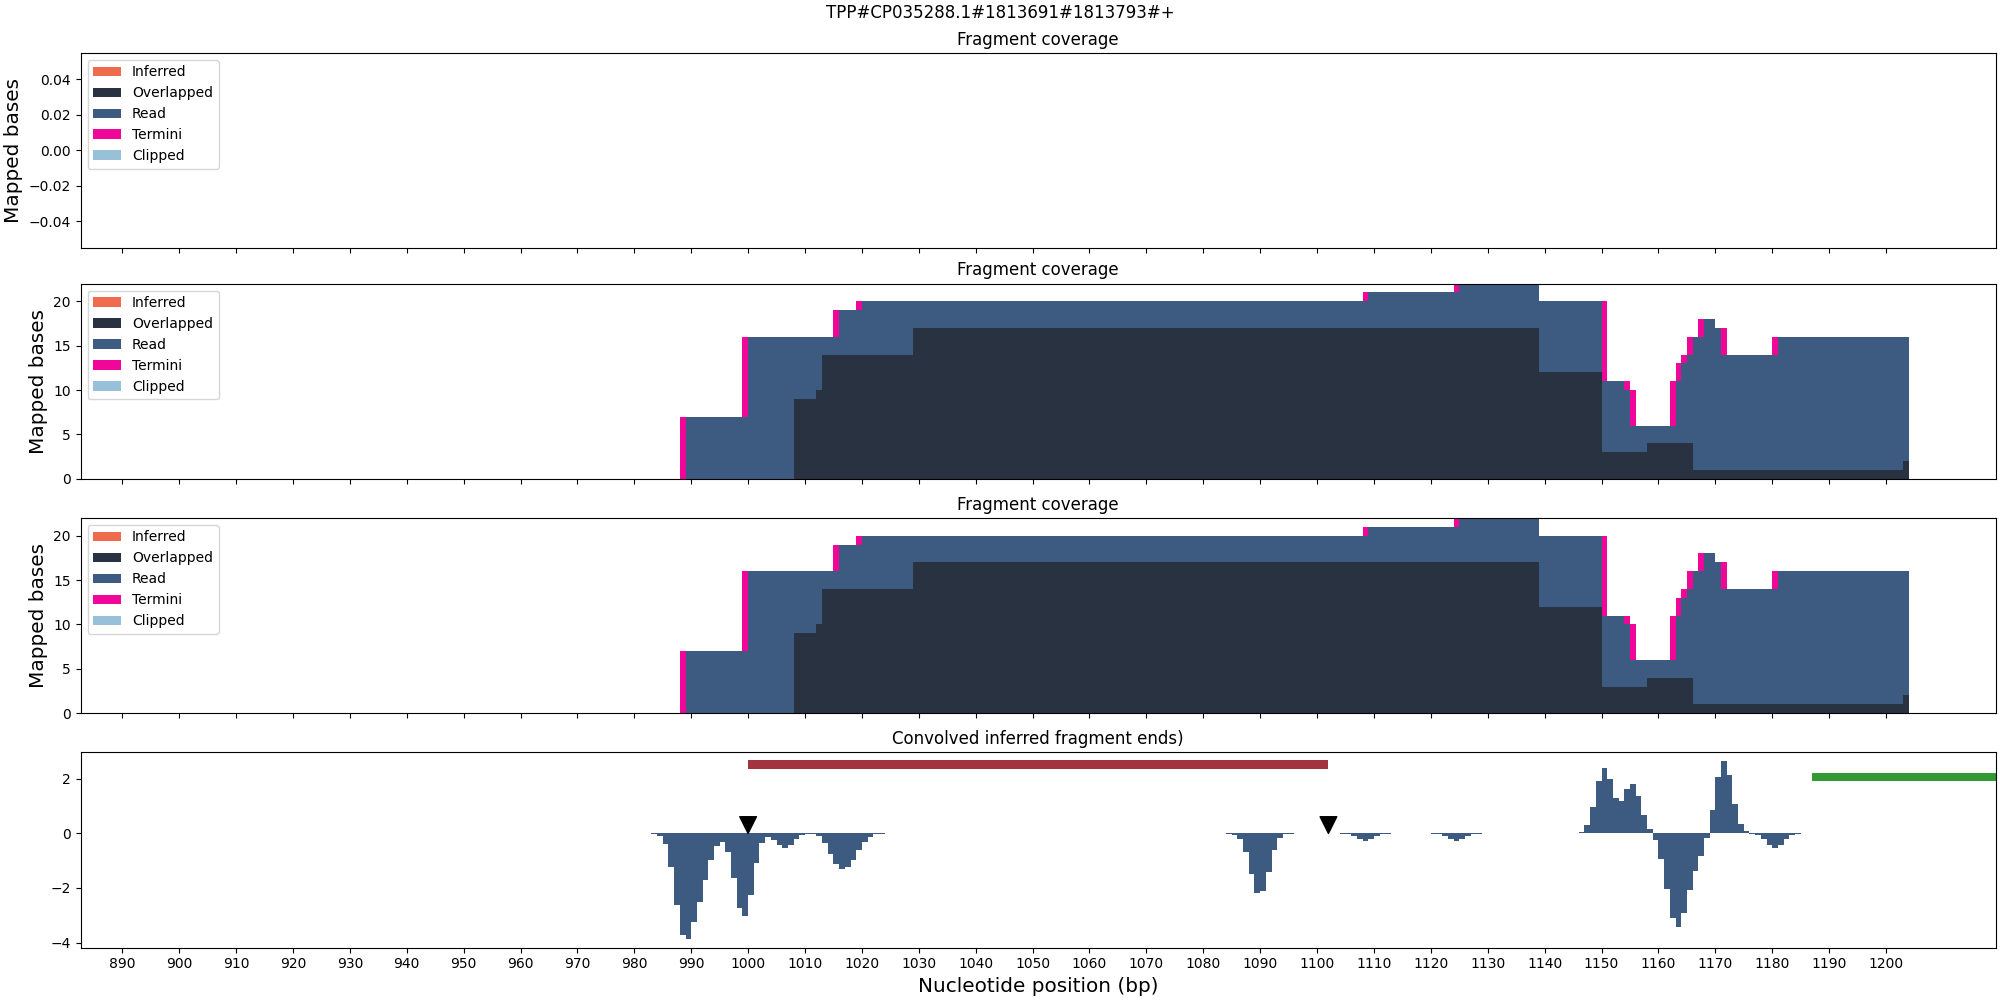 TPP#CP035288.1#1813691#1813793#+
Fragment coverage
Mapped bases
0.04
0.02
0.00
−0.02
−0.04
Inferred
Overlapped
Read
Termini
Clipped
Fragment coverage
Mapped bases
20
15
10
5
0
Inferred
Overlapped
Read
Termini
Clipped
Fragment coverage
Mapped bases
20
15
10
5
0
Inferred
Overlapped
Read
Termini
Clipped
Convolved inferred fragment ends)
2
0
−2
−4
890 900 910 920 930 940 950 960 970 980 990 1000 1010 1020 1030 1040 1050 1060 1070 1080 1090 1100 1110 1120 1130 1140 1150 1160 1170 1180 1190 1200
Nucleotide position (bp)